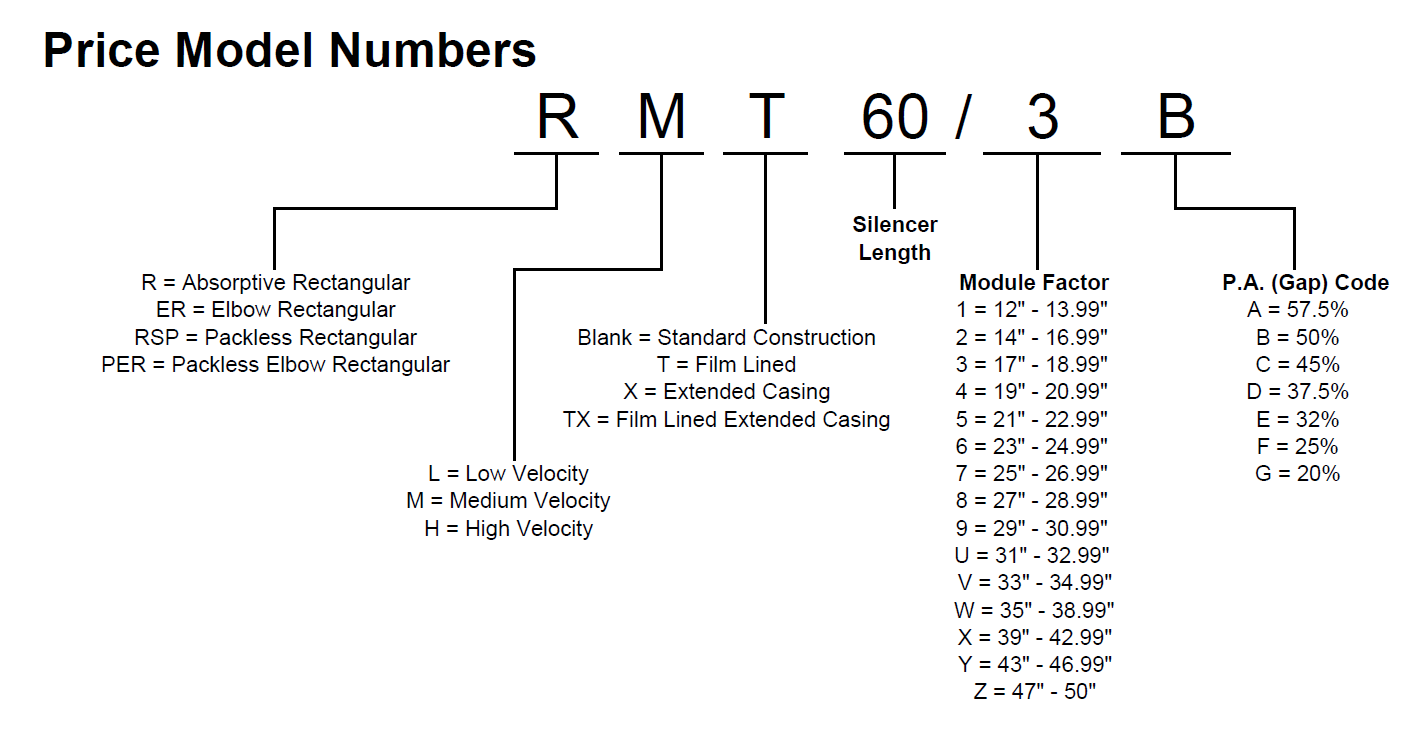 Price Model Numbers
R M T 60 / 3 B
R = Absorptive Rectangular
ER = Elbow Rectangular
RSP = Packless Rectangular
PER = Packless Elbow Rectangular
L = Low Velocity
M = Medium Velocity
H = High Velocity
Blank = Standard Construction
T = Film Lined
X = Extended Casing
TX = Film Lined Extended Casing
Silencer
Length
Module Factor
1 = 12" - 13.99"
2 = 14" - 16.99"
3 = 17" - 18.99"
4 = 19" - 20.99"
5 = 21" - 22.99"
6 = 23" - 24.99"
7 = 25" - 26.99"
8 = 27" - 28.99"
9 = 29" - 30.99"
U = 31" - 32.99"
V = 33" - 34.99"
W = 35" - 38.99"
X = 39" - 42.99"
Y = 43" - 46.99"
Z = 47" - 50"
P.A. (Gap) Code
A = 57.5%
B = 50%
C = 45%
D = 37.5%
E = 32%
F = 25%
G = 20%